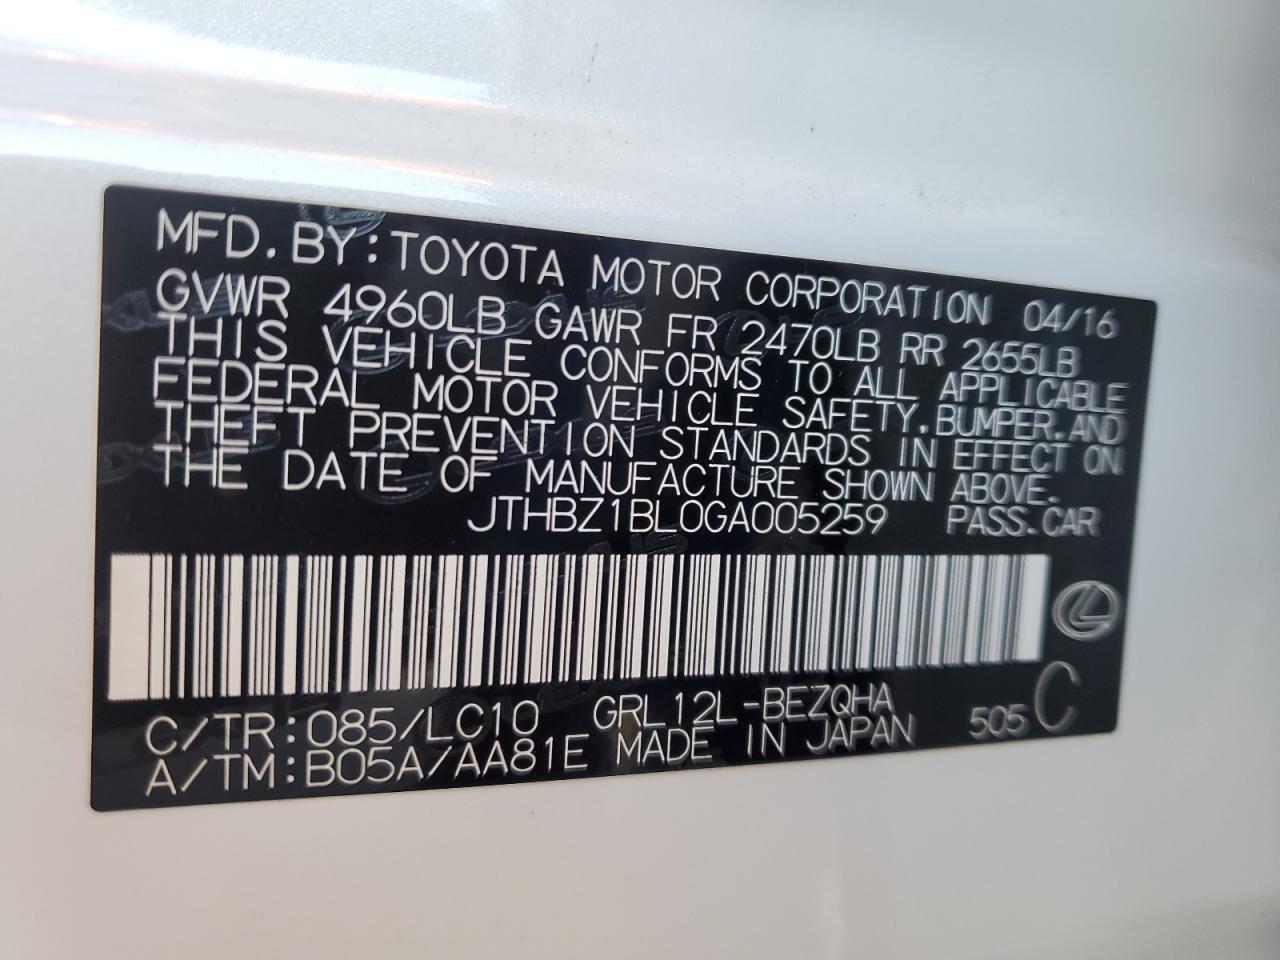 MFD.BY:TOYOTA MOTOR CORPORATION 04/16
GVWR 4960LB GAWR FR 2470LB RR 2655LB
THIS VEHICLE CONFORMS TO ALL APPLICABLE
FEDERAL MOTOR VEHICLE SAFETY,BUMPER,AND
THEFT PREVENTION STANDARDS IN EFFECT ON
THE DATE OF MANUFACTURE SHOWN ABOVE.
JTHBZ1BL0GA005259 PASS.CAR
C/TR:085/LC10 GRL12L-BEZQHA 505 C
A/TM:B05A/AA81E MADE IN JAPAN